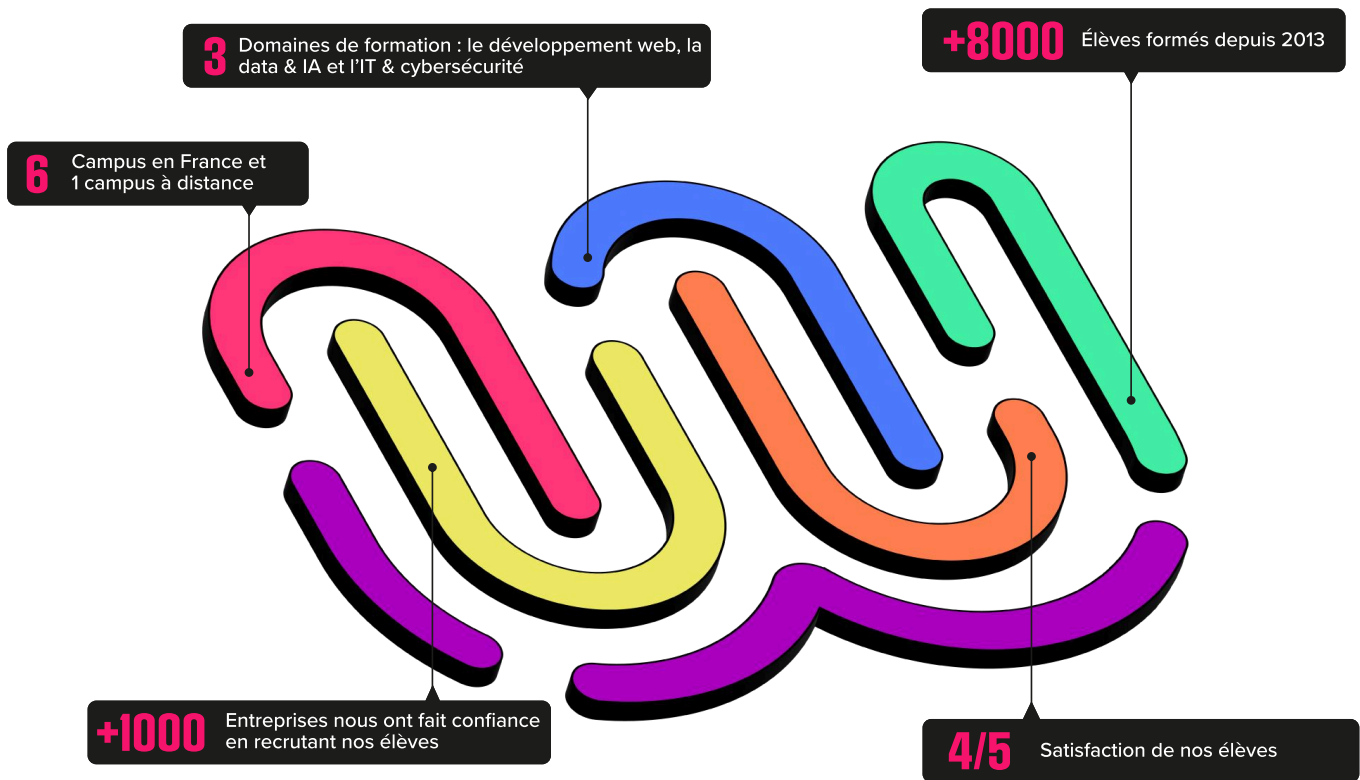 3 Domaines de formation : le développement web, la
data & IA et l'IT & cybersécurité
+8000 Élèves formés depuis 2013
6 Campus en France et
1 campus à distance
+1000 Entreprises nous ont fait confiance
en recrutant nos élèves
4/5 Satisfaction de nos élèves